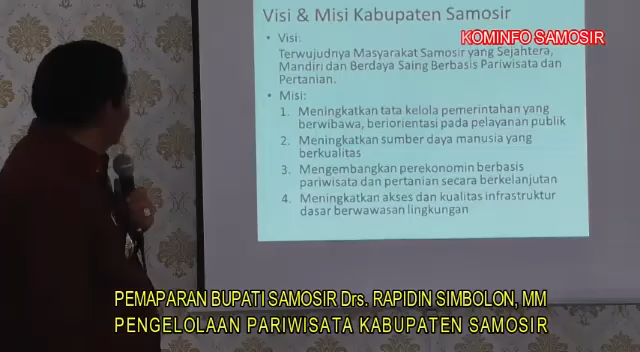 Visi & Misi Kabupaten Samosir
KOMINFO SAMOSIR
• Visi:
Terwujudnya Masyarakat Samosir yang Sejahtera,
Mandiri dan Berdaya Saing Berbasis Pariwisata dan
Pertanian.
• Misi:
1. Meningkatkan tata kelola pemerintahan yang
berwibawa, beriorientasi pada pelayanan publik
2. Meningkatkan sumber daya manusia yang
berkualitas
3. Mengembangkan perekonomin berbasis
pariwisata dan pertanian secara berkelanjutan
4. Meningkatkan akses dan kualitas infrastruktur
dasar berwawasan lingkungan
PEMAPARAN BUPATI SAMOSIR Drs. RAPIDIN SIMBOLON, MM
PENGELOLAAN PARIWISATA KABUPATEN SAMOSIR